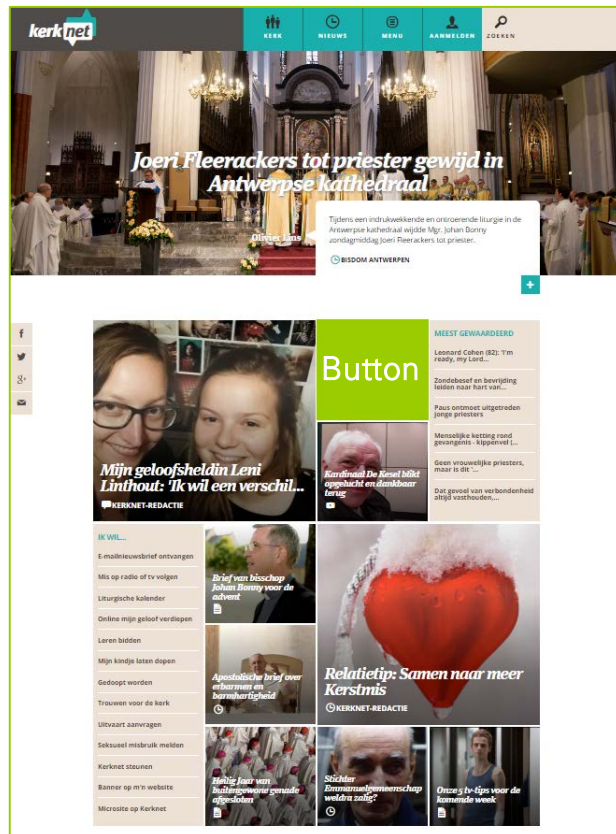 kerk net
KERK
NIEUWS
MENU
AANMELDEN
ZOEKEN
Joeri Fleerackers tot priester gewijd in
Antwerpse kathedraal
Olivier Lins
Tijdens een indrukwekkende en ontroerende liturgie in de
Antwerpse kathedraal wijdde Mgr. Johan Bonny
zondagmiddag Joeri Fleerackers tot priester.
BISDOM ANTWERPEN
+
f
g+
Mijn geloofsheldin Leni
Linthout: 'Ik wil een verschil...
KERKNET-REDACTIE
Button
Kardinaal De Kesel blikt
opgelucht en dankbaar
terug
MEEST GEWAARDEERD
Leonard Cohen (82): 'I'm
ready, my Lord...
Zondebesef en bevrijding
leiden naar hart van...
Paus ontmoet uitgetreden
jonge priesters
Menselijke ketting rond
gevangenis - kippenvel (...
Geen vrouwelijke priesters,
maar is dit '...
Dat gevoel van verbondenheid
altijd vasthouden,...
IK WIL...
E-mailnieuwsbrief ontvangen
Mis op radio of tv volgen
Liturgische kalender
Online mijn geloof verdiepen
Leren bidden
Mijn kindje laten dopen
Gedoopt worden
Trouwen voor de kerk
Uitvaart aanvragen
Seksueel misbruik melden
Kerknet steunen
Banner op m'n website
Microsite op Kerknet
Brief van bisschop
Johan Bonny voor de
advent
Apostolische brief over
erbarmen en
barmhartigheid
Relatietip: Samen naar meer
Kerstmis
KERKNET-REDACTIE
Heilig Jaar van
buitengewone genade
afgesloten
Stichter
Emmanuelgemeenschap
weldra zalig?
Onze 5 tv-tips voor de
komende week